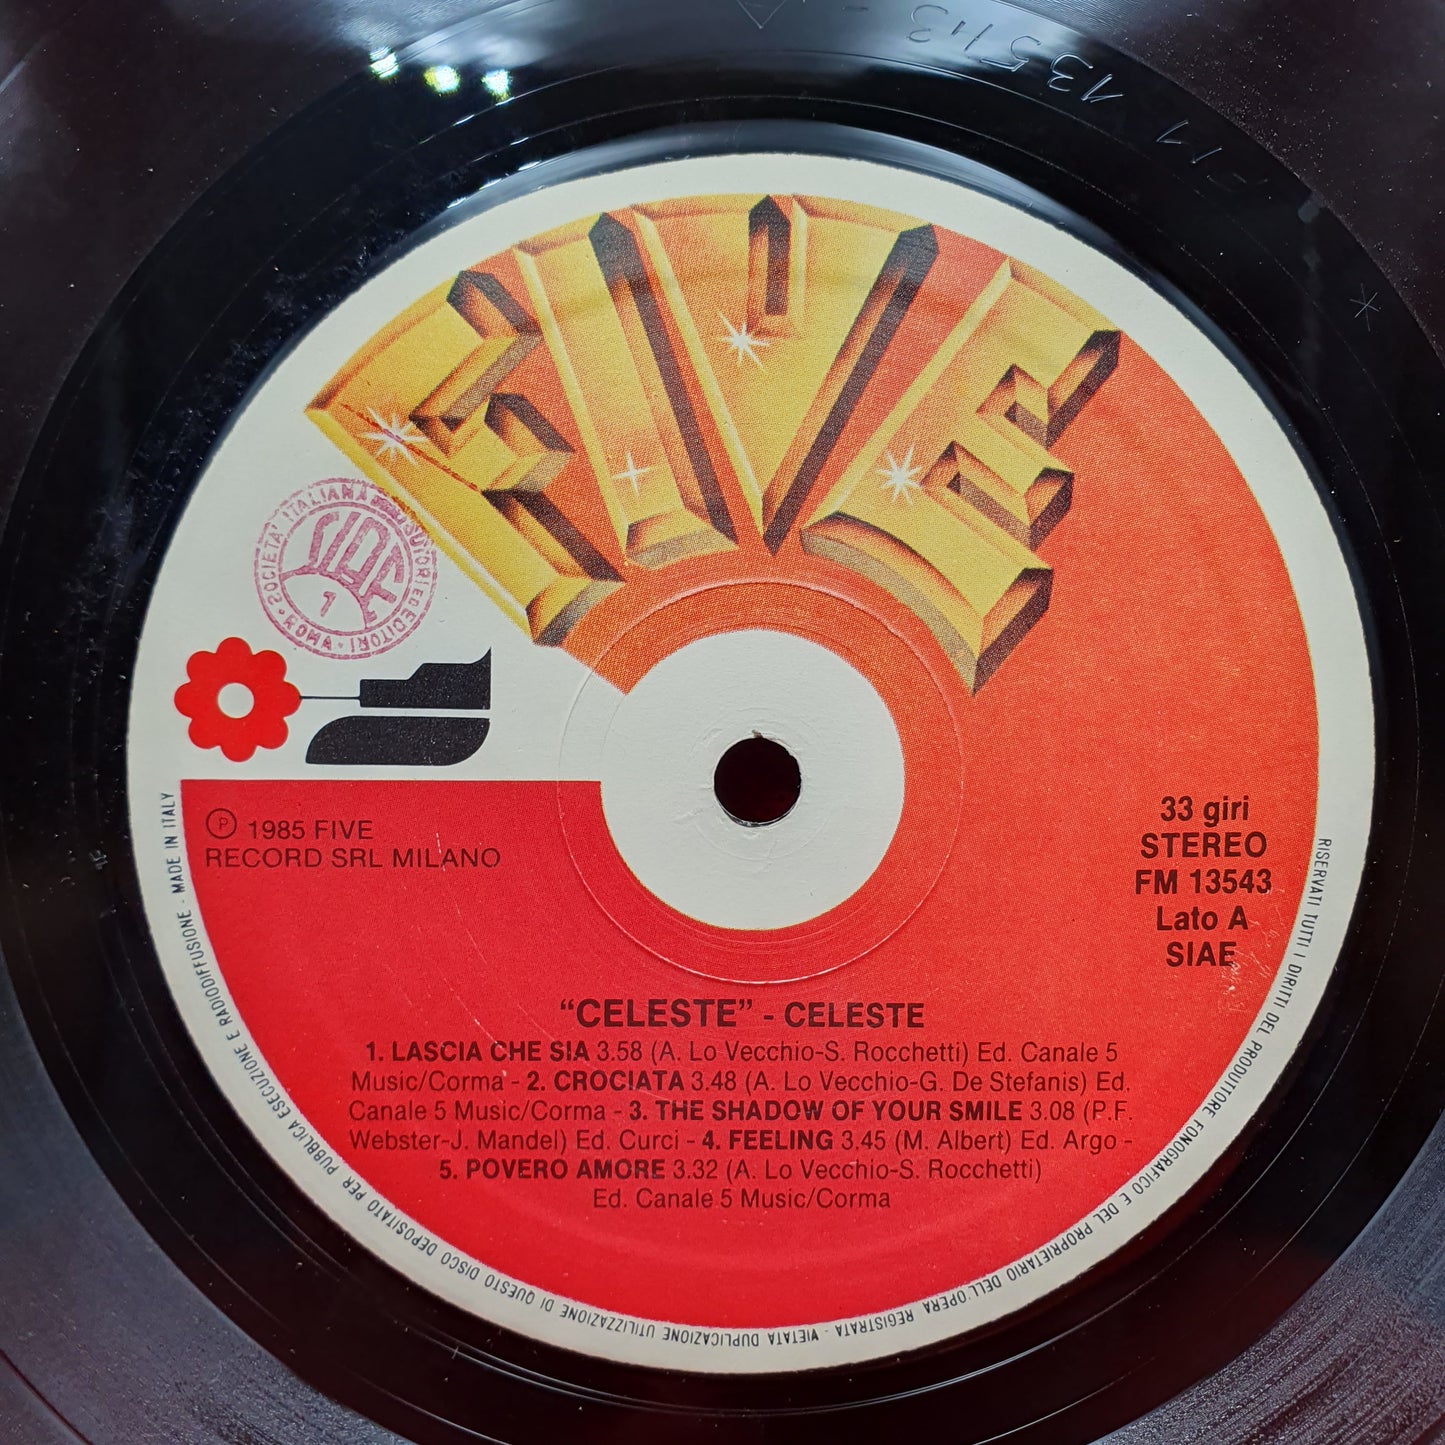 FM 13543 -
FIVE
SOCIETA' ITALIANA AUTORI ED EDITORI · ROMA ·
SIAE
1
Ⓟ 1985 FIVE
RECORD SRL MILANO
33 giri
STEREO
FM 13543
Lato A
SIAE
“CELESTE” - CELESTE
1. LASCIA CHE SIA 3.58 (A. Lo Vecchio-S. Rocchetti) Ed. Canale 5
Music/Corma - 2. CROCIATA 3.48 (A. Lo Vecchio-G. De Stefanis) Ed.
Canale 5 Music/Corma - 3. THE SHADOW OF YOUR SMILE 3.08 (P.F.
Webster-J. Mandel) Ed. Curci - 4. FEELING 3.45 (M. Albert) Ed. Argo -
5. POVERO AMORE 3.32 (A. Lo Vecchio-S. Rocchetti)
Ed. Canale 5 Music/Corma
RISERVATI TUTTI I DIRITTI DEL PRODUTTORE FONOGRAFICO E DEL PROPRIETARIO DELL'OPERA REGISTRATA - VIETATA DUPLICAZIONE UTILIZZAZIONE DI QUESTO DISCO DEPOSITATO PER PUBBLICA ESECUZIONE E RADIODIFFUSIONE - MADE IN ITALY